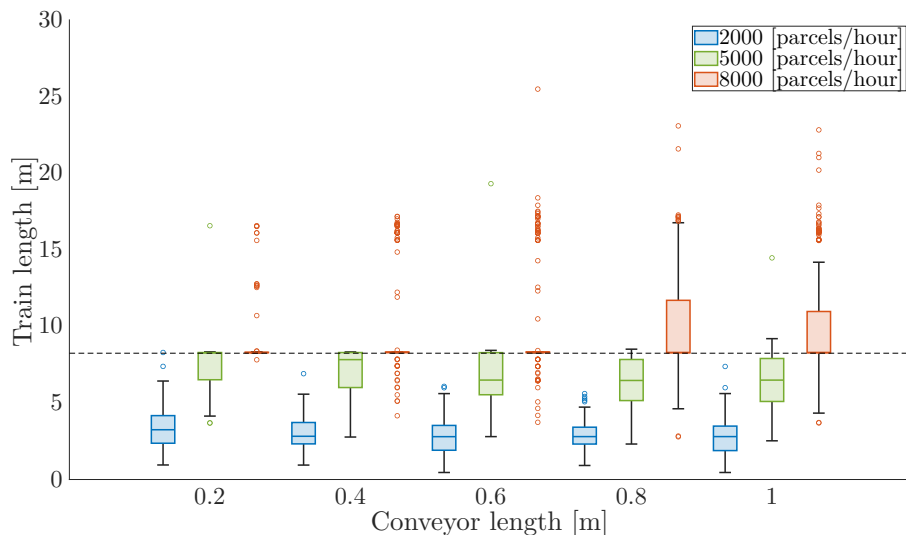 30
25
20
15
10
5
0
Train length [m]
2000 [parcels/hour]
5000 [parcels/hour]
8000 [parcels/hour]
0.2 0.4 0.6 0.8 1
Conveyor length [m]